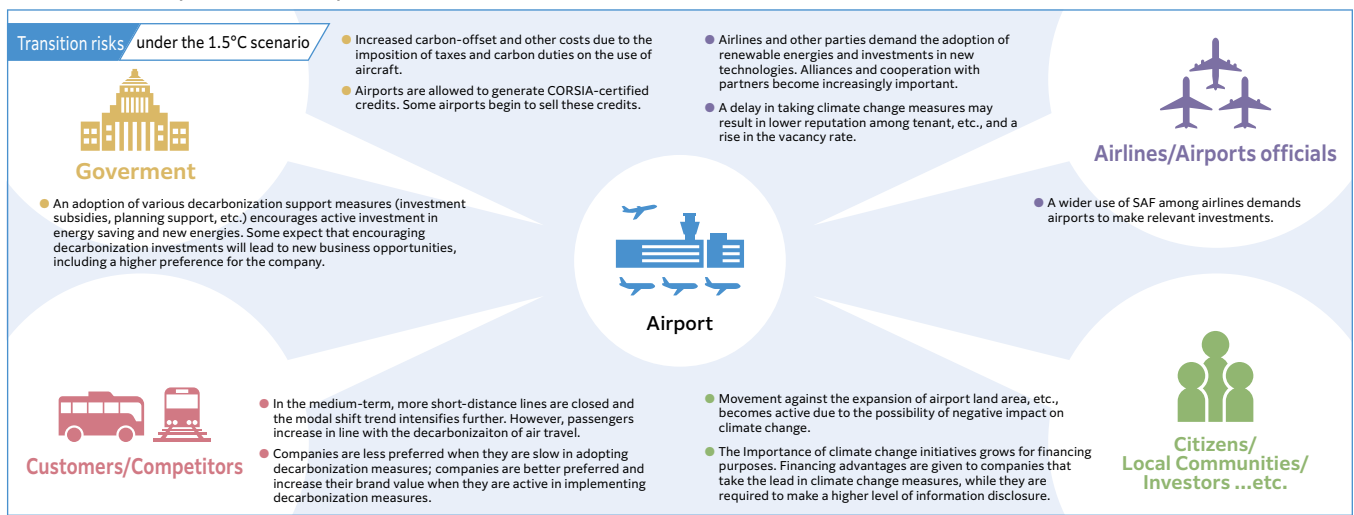 Transition risks under the 1.5°C scenario
Goverment
● Increased carbon-offset and other costs due to the
imposition of taxes and carbon duties on the use of
aircraft.
● Airports are allowed to generate CORSIA-certified
credits. Some airports begin to sell these credits.
● An adoption of various decarbonization support measures (investment
subsidies, planning support, etc.) encourages active investment in
energy saving and new energies. Some expect that encouraging
decarbonization investments will lead to new business opportunities,
including a higher preference for the company.
● Airlines and other parties demand the adoption of
renewable energies and investments in new
technologies. Alliances and cooperation with
partners become increasingly important.
● A delay in taking climate change measures may
result in lower reputation among tenant, etc., and a
rise in the vacancy rate.
Airlines/Airports officials
● A wider use of SAF among airlines demands
airports to make relevant investments.
Airport
Customers/Competitors
● In the medium-term, more short-distance lines are closed and
the modal shift trend intensifies further. However, passengers
increase in line with the decarbonizaiton of air travel.
● Companies are less preferred when they are slow in adopting
decarbonization measures; companies are better preferred and
increase their brand value when they are active in implementing
decarbonization measures.
● Movement against the expansion of airport land area, etc.,
becomes active due to the possibility of negative impact on
climate change.
● The Importance of climate change initiatives grows for financing
purposes. Financing advantages are given to companies that
take the lead in climate change measures, while they are
required to make a higher level of information disclosure.
Citizens/
Local Communities/
Investors ...etc.